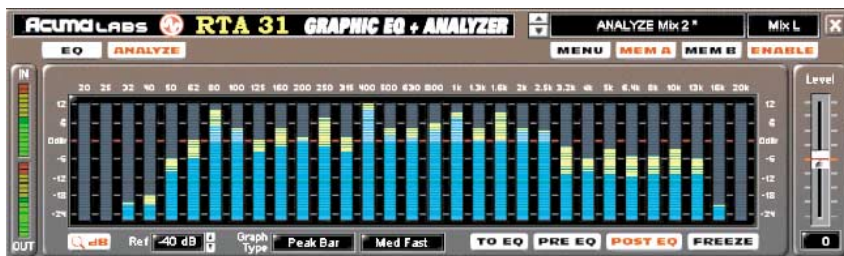 Acuma LABS RTA 31 GRAPHIC EQ + ANALYZER ANALYZE Mix 2 * Mix L X
EQ ANALYZE MENU MEM A MEM B ENABLE
IN
Level
20 25 32 40 50 62 80 100 125 160 200 250 315 400 500 630 800 1k 1.3k 1.6k 2k 2.5k 3.2k 4k 5k 6.4k 8k 10k 13k 16k 20k
12 12
6 6
0dBr 0dBr
-6 -6
-12 -12
-18 -18
-24 -24
OUT
dB Ref -40 dB Graph Type Peak Bar Med Fast TO EQ PRE EQ POST EQ FREEZE 0